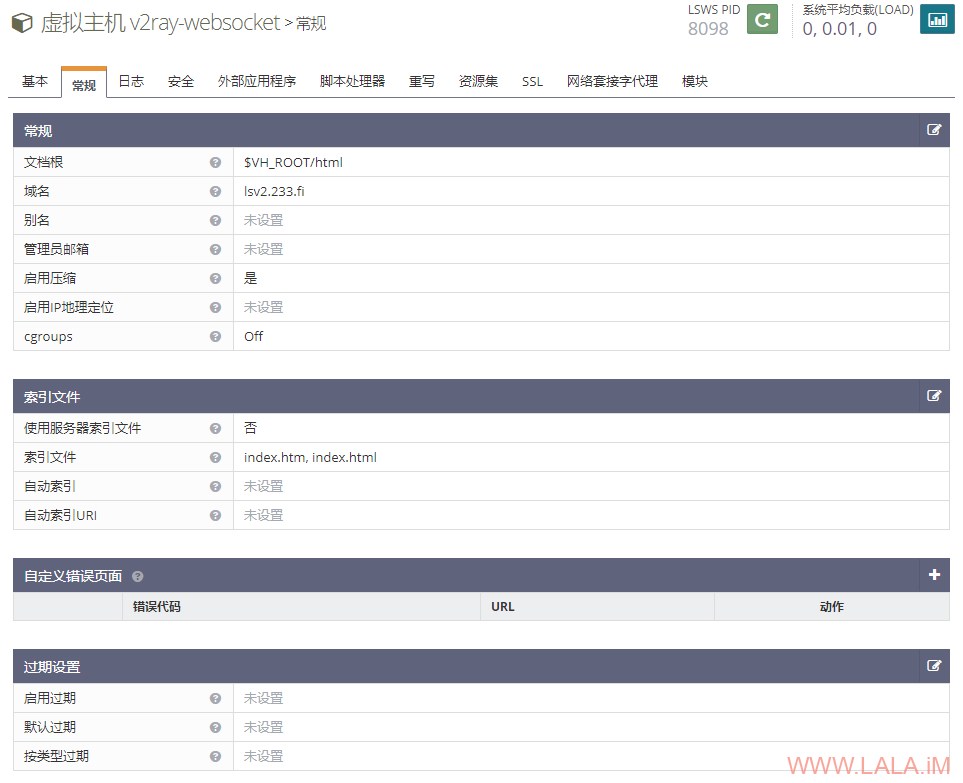 虚拟主机 v2ray-websocket > 常规
LSWS PID
8098
系统平均负载(LOAD)
0, 0.01, 0
基本 常规 日志 安全 外部应用程序 脚本处理器 重写 资源集 SSL 网络套接字代理 模块
常规
文档根 $VH_ROOT/html
域名 lsv2.233.fi
别名 未设置
管理员邮箱 未设置
启用压缩 是
启用IP地理定位 未设置
cgroups Off
索引文件
使用服务器索引文件 否
索引文件 index.htm, index.html
自动索引 未设置
自动索引URI 未设置
自定义错误页面
错误代码 URL 动作
过期设置
启用过期 未设置
默认过期 未设置
按类型过期 未设置
WWW.LALA.iM